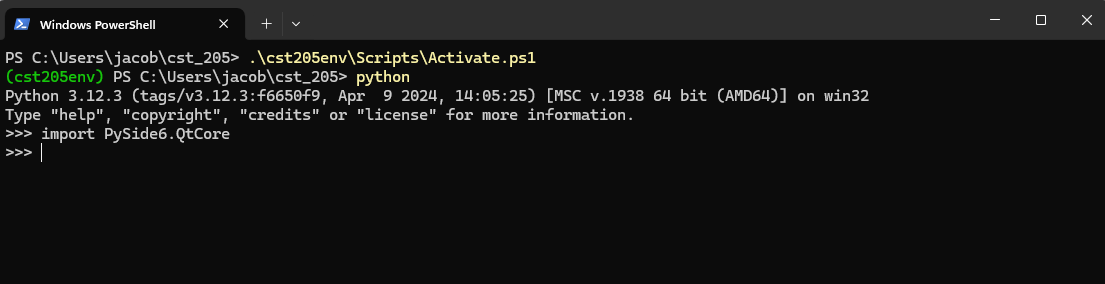 Windows PowerShell
PS C:\Users\jacob\cst_205> .\cst205env\Scripts\Activate.ps1
(cst205env) PS C:\Users\jacob\cst_205> python
Python 3.12.3 (tags/v3.12.3:f6650f9, Apr  9 2024, 14:05:25) [MSC v.1938 64 bit (AMD64)] on win32
Type "help", "copyright", "credits" or "license" for more information.
>>> import PySide6.QtCore
>>>